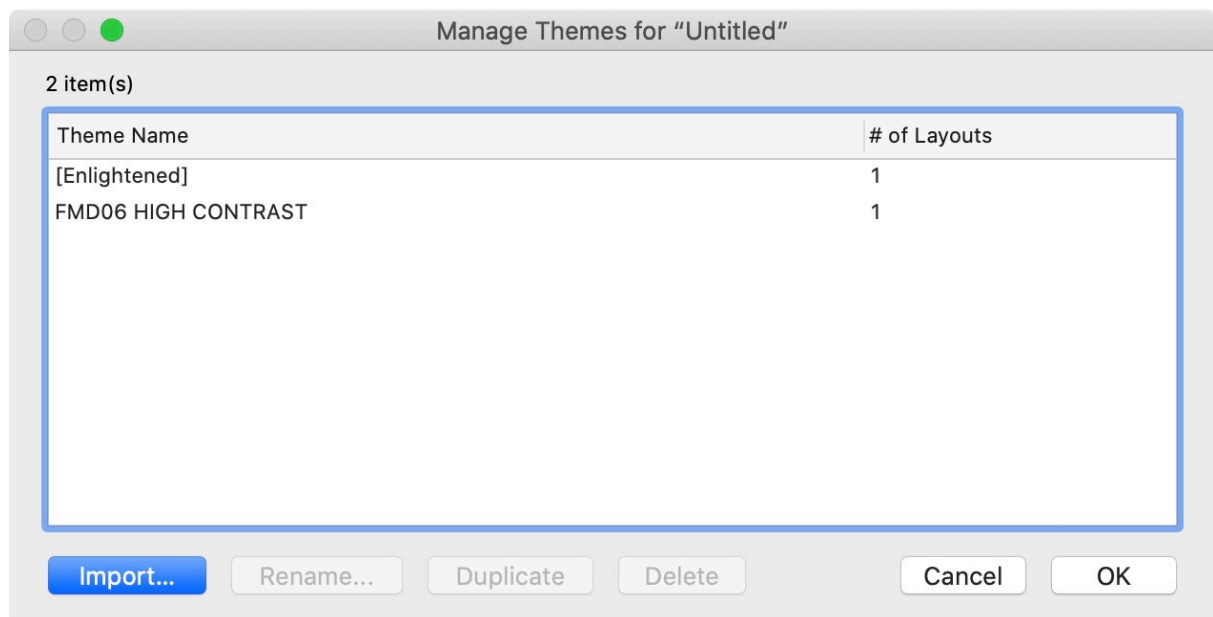 Manage Themes for “Untitled”
2 item(s)
Theme Name # of Layouts
[Enlightened] 1
FMD06 HIGH CONTRAST 1
Import... Rename... Duplicate Delete Cancel OK